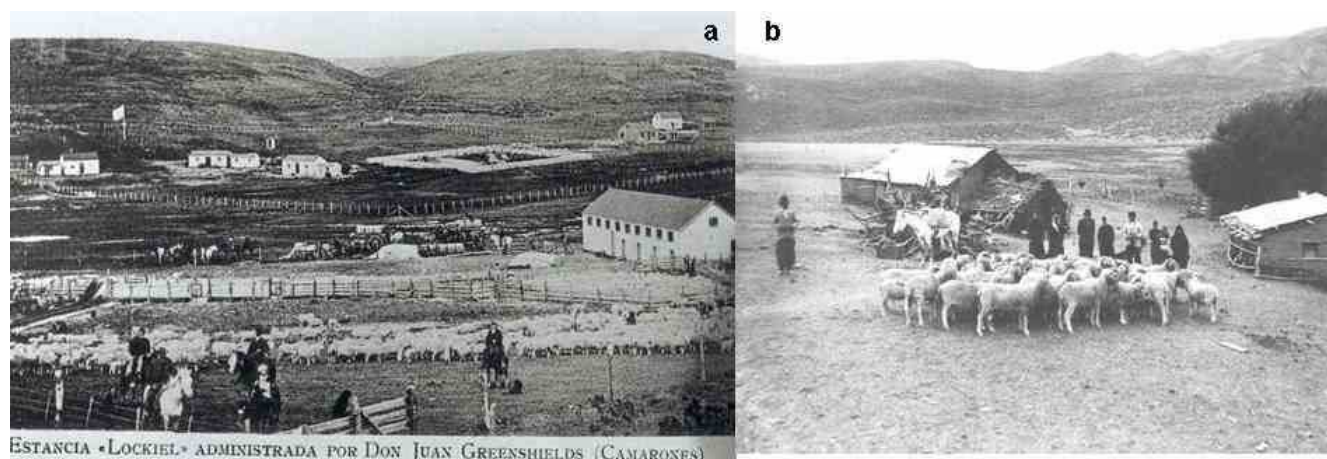 a
b
ESTANCIA «LOCKIEL» ADMINISTRADA POR DON JUAN GREENSHIELDS (CAMARONES)